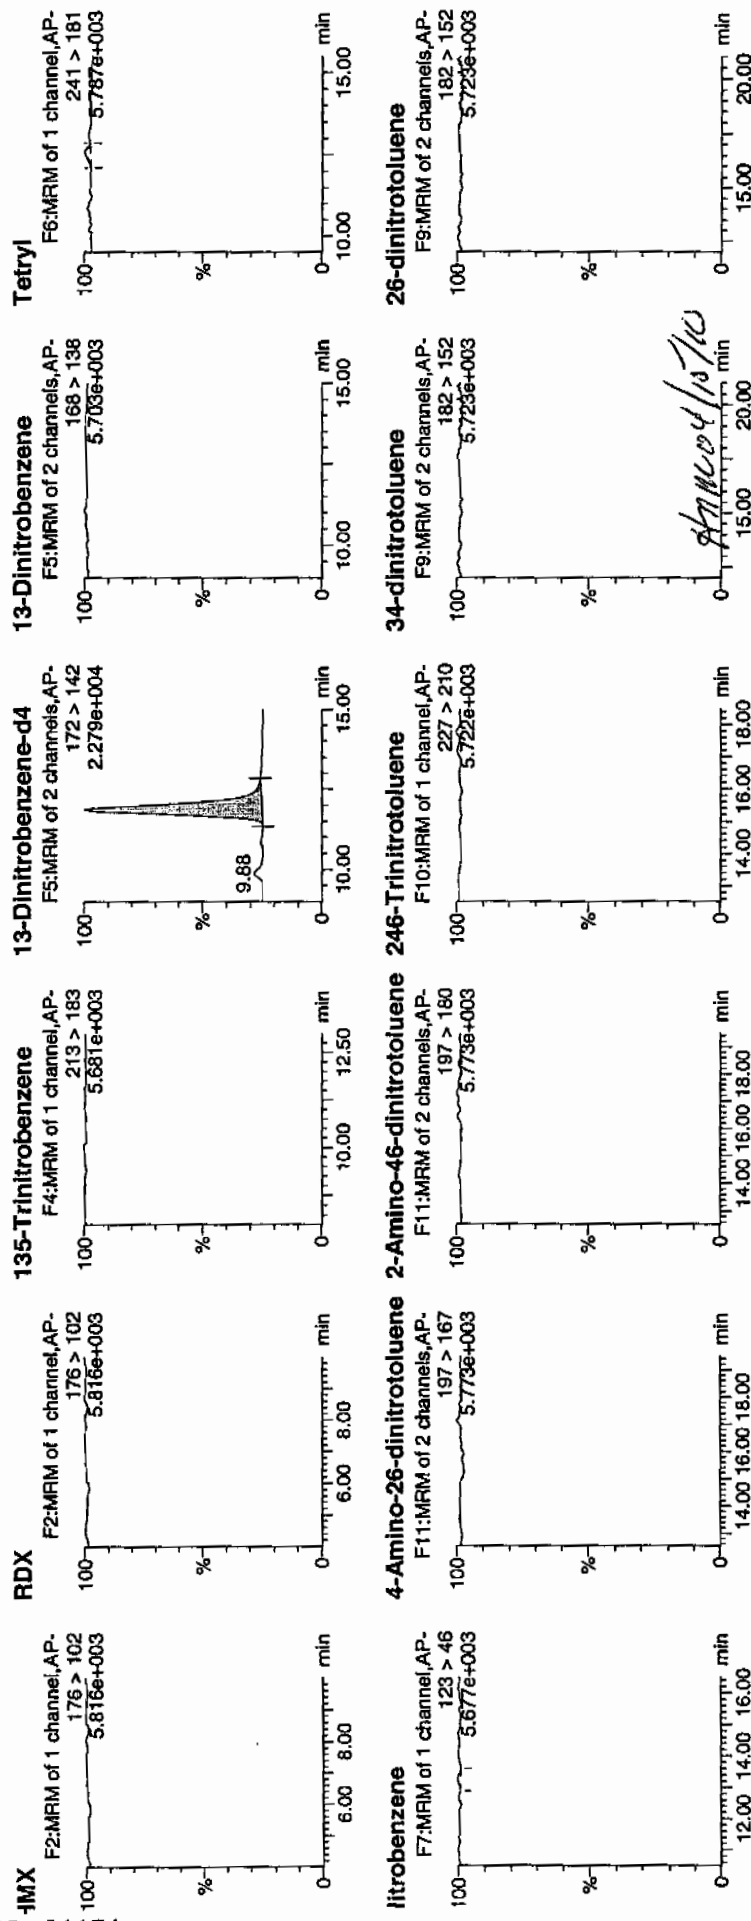 HMX
F2:MRM of 1 channel,AP-
176 > 102
5.816e+003
100
%
0
6.00 8.00 min
RDX
F2:MRM of 1 channel,AP-
176 > 102
5.816e+003
100
%
0
6.00 8.00 min
135-Trinitrobenzene
F4:MRM of 1 channel,AP-
213 > 183
5.681e+003
100
%
0
10.00 12.50 min
13-Dinitrobenzene-d4
F5:MRM of 2 channels,AP-
172 > 142
2.279e+004
100
%
9.88
0
10.00 15.00 min
13-Dinitrobenzene
F5:MRM of 2 channels,AP-
168 > 138
5.703e+003
100
%
0
10.00 15.00 min
Tetryl
F6:MRM of 1 channel,AP-
241 > 181
5.787e+003
100
%
0
10.00 15.00 min
litrobenzene
F7:MRM of 1 channel,AP-
123 > 46
5.677e+003
100
%
0
12.00 14.00 16.00 min
4-Amino-26-dinitrotoluene
F11:MRM of 2 channels,AP-
197 > 167
5.773e+003
100
%
0
14.00 16.00 18.00 min
2-Amino-46-dinitrotoluene
F11:MRM of 2 channels,AP-
197 > 180
5.773e+003
100
%
0
14.00 16.00 18.00 min
246-Trinitrotoluene
F10:MRM of 1 channel,AP-
227 > 210
5.722e+003
100
%
0
14.00 16.00 18.00 min
34-dinitrotoluene
F9:MRM of 2 channels,AP-
182 > 152
5.723e+003
100
%
04/15/10
0
15.00 20.00 min
26-dinitrotoluene
F9:MRM of 2 channels,AP-
182 > 152
5.723e+003
100
%
0
15.00 20.00 min